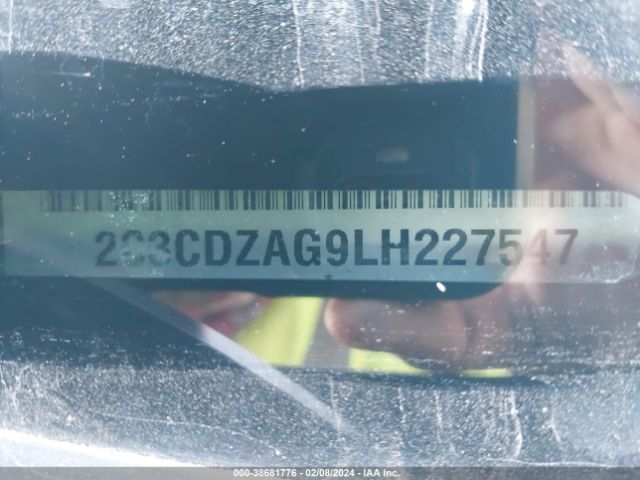 2C3CDZAG9LH227547
*
000-38681776 - 02/08/2024 - IAA Inc.